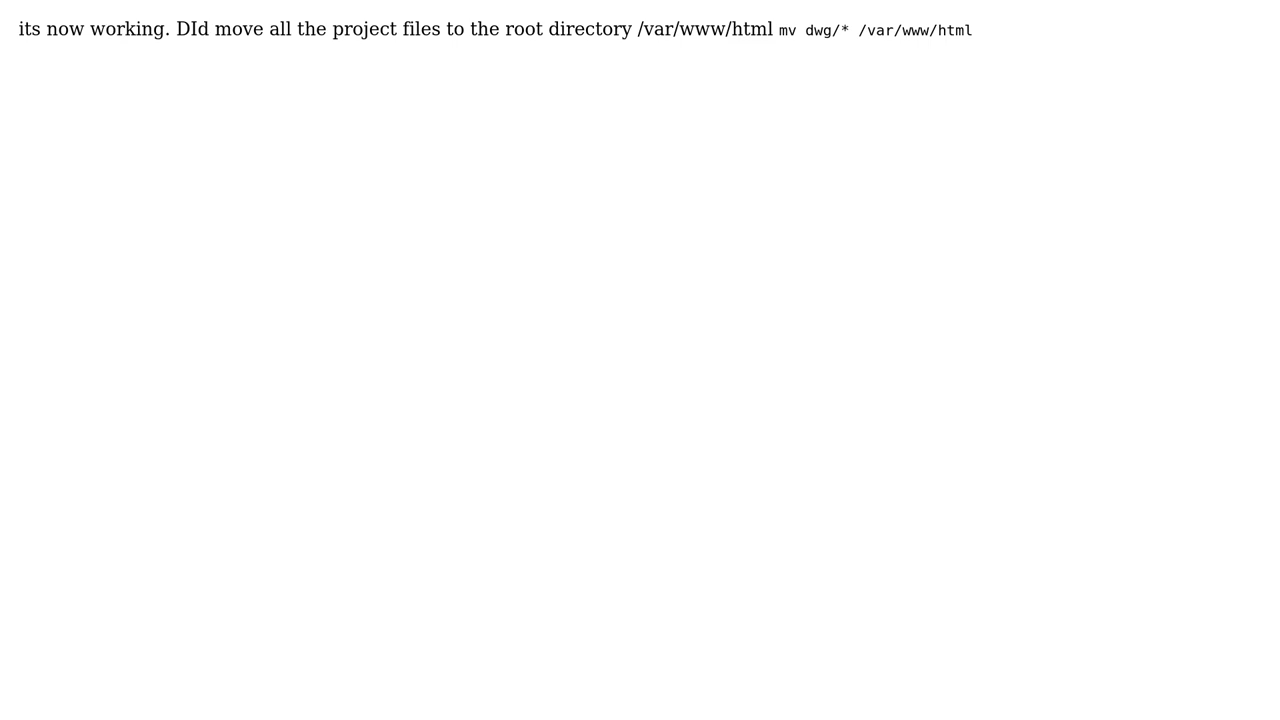 its now working. DId move all the project files to the root directory /var/www/html mv dwg/* /var/www/html